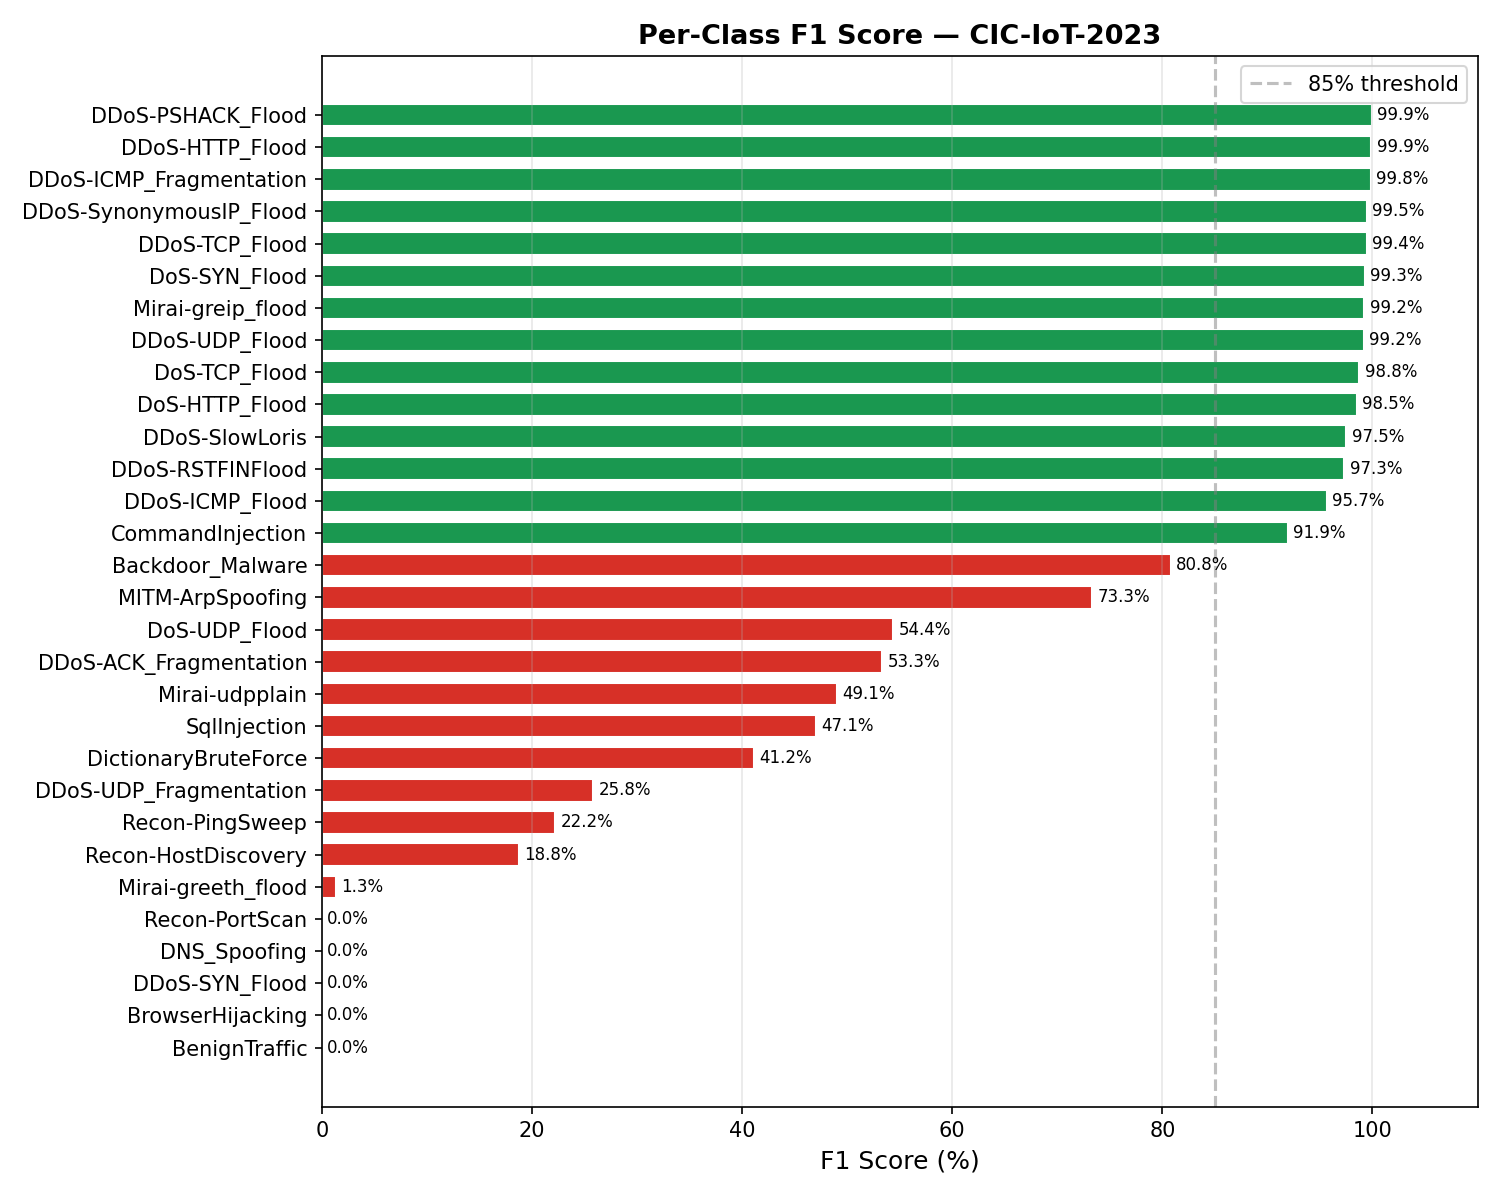 Per-Class F1 Score — CIC-IoT-2023
85% threshold
DDoS-PSHACK_Flood 99.9%
DDoS-HTTP_Flood 99.9%
DDoS-ICMP_Fragmentation 99.8%
DDoS-SynonymousIP_Flood 99.5%
DDoS-TCP_Flood 99.4%
DoS-SYN_Flood 99.3%
Mirai-greip_flood 99.2%
DDoS-UDP_Flood 99.2%
DoS-TCP_Flood 98.8%
DoS-HTTP_Flood 98.5%
DDoS-SlowLoris 97.5%
DDoS-RSTFINFlood 97.3%
DDoS-ICMP_Flood 95.7%
CommandInjection 91.9%
Backdoor_Malware 80.8%
MITM-ArpSpoofing 73.3%
DoS-UDP_Flood 54.4%
DDoS-ACK_Fragmentation 53.3%
Mirai-udpplain 49.1%
SqlInjection 47.1%
DictionaryBruteForce 41.2%
DDoS-UDP_Fragmentation 25.8%
Recon-PingSweep 22.2%
Recon-HostDiscovery 18.8%
Mirai-greeth_flood 1.3%
Recon-PortScan 0.0%
DNS_Spoofing 0.0%
DDoS-SYN_Flood 0.0%
BrowserHijacking 0.0%
BenignTraffic 0.0%
0 20 40 60 80 100
F1 Score (%)